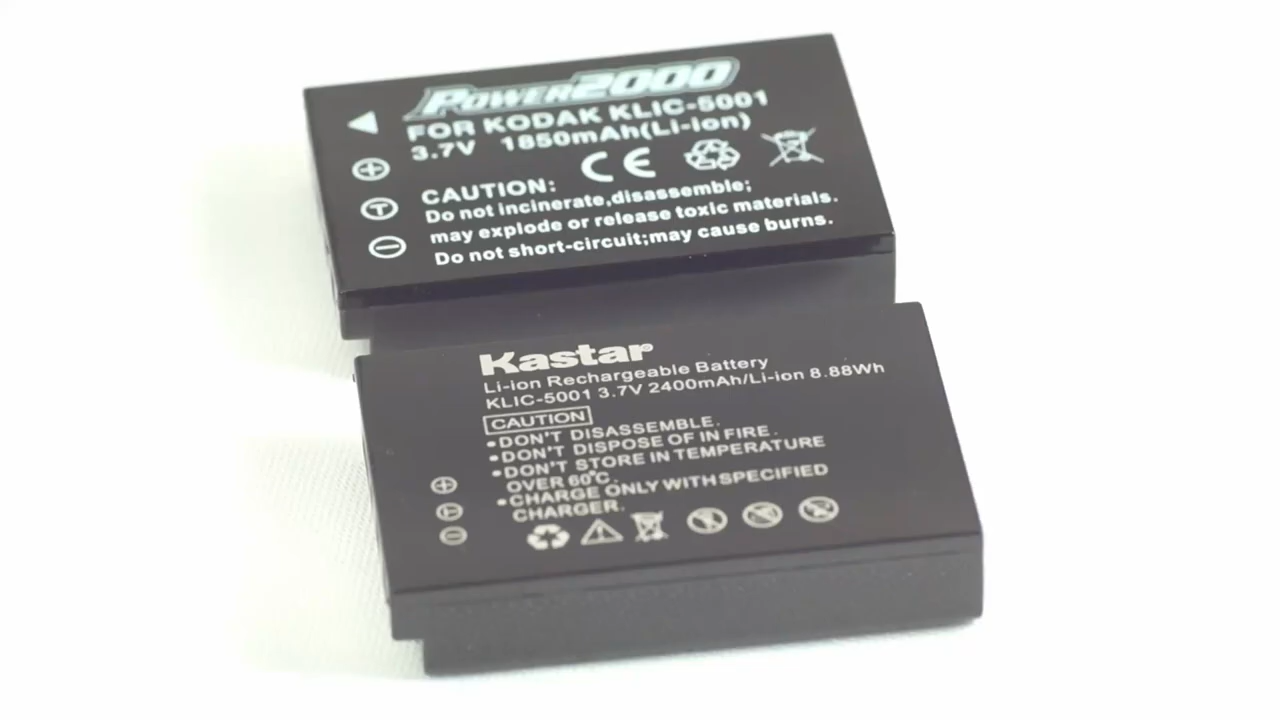 POWER2000
FOR KODAK KLIC-5001
3.7V 1850mAh(Li-ion)
CE
+
T
−
CAUTION:
Do not incinerate,disassemble;
may explode or release toxic materials.
Do not short-circuit;may cause burns.
Kastar
Li-ion Rechargeable Battery
KLIC-5001 3.7V 2400mAh/Li-ion 8.88Wh
CAUTION
•DON'T DISASSEMBLE.
•DON'T DISPOSE OF IN FIRE.
•DON'T STORE IN TEMPERATURE
OVER 60°C.
•CHARGE ONLY WITH SPECIFIED
CHARGER.
+
−